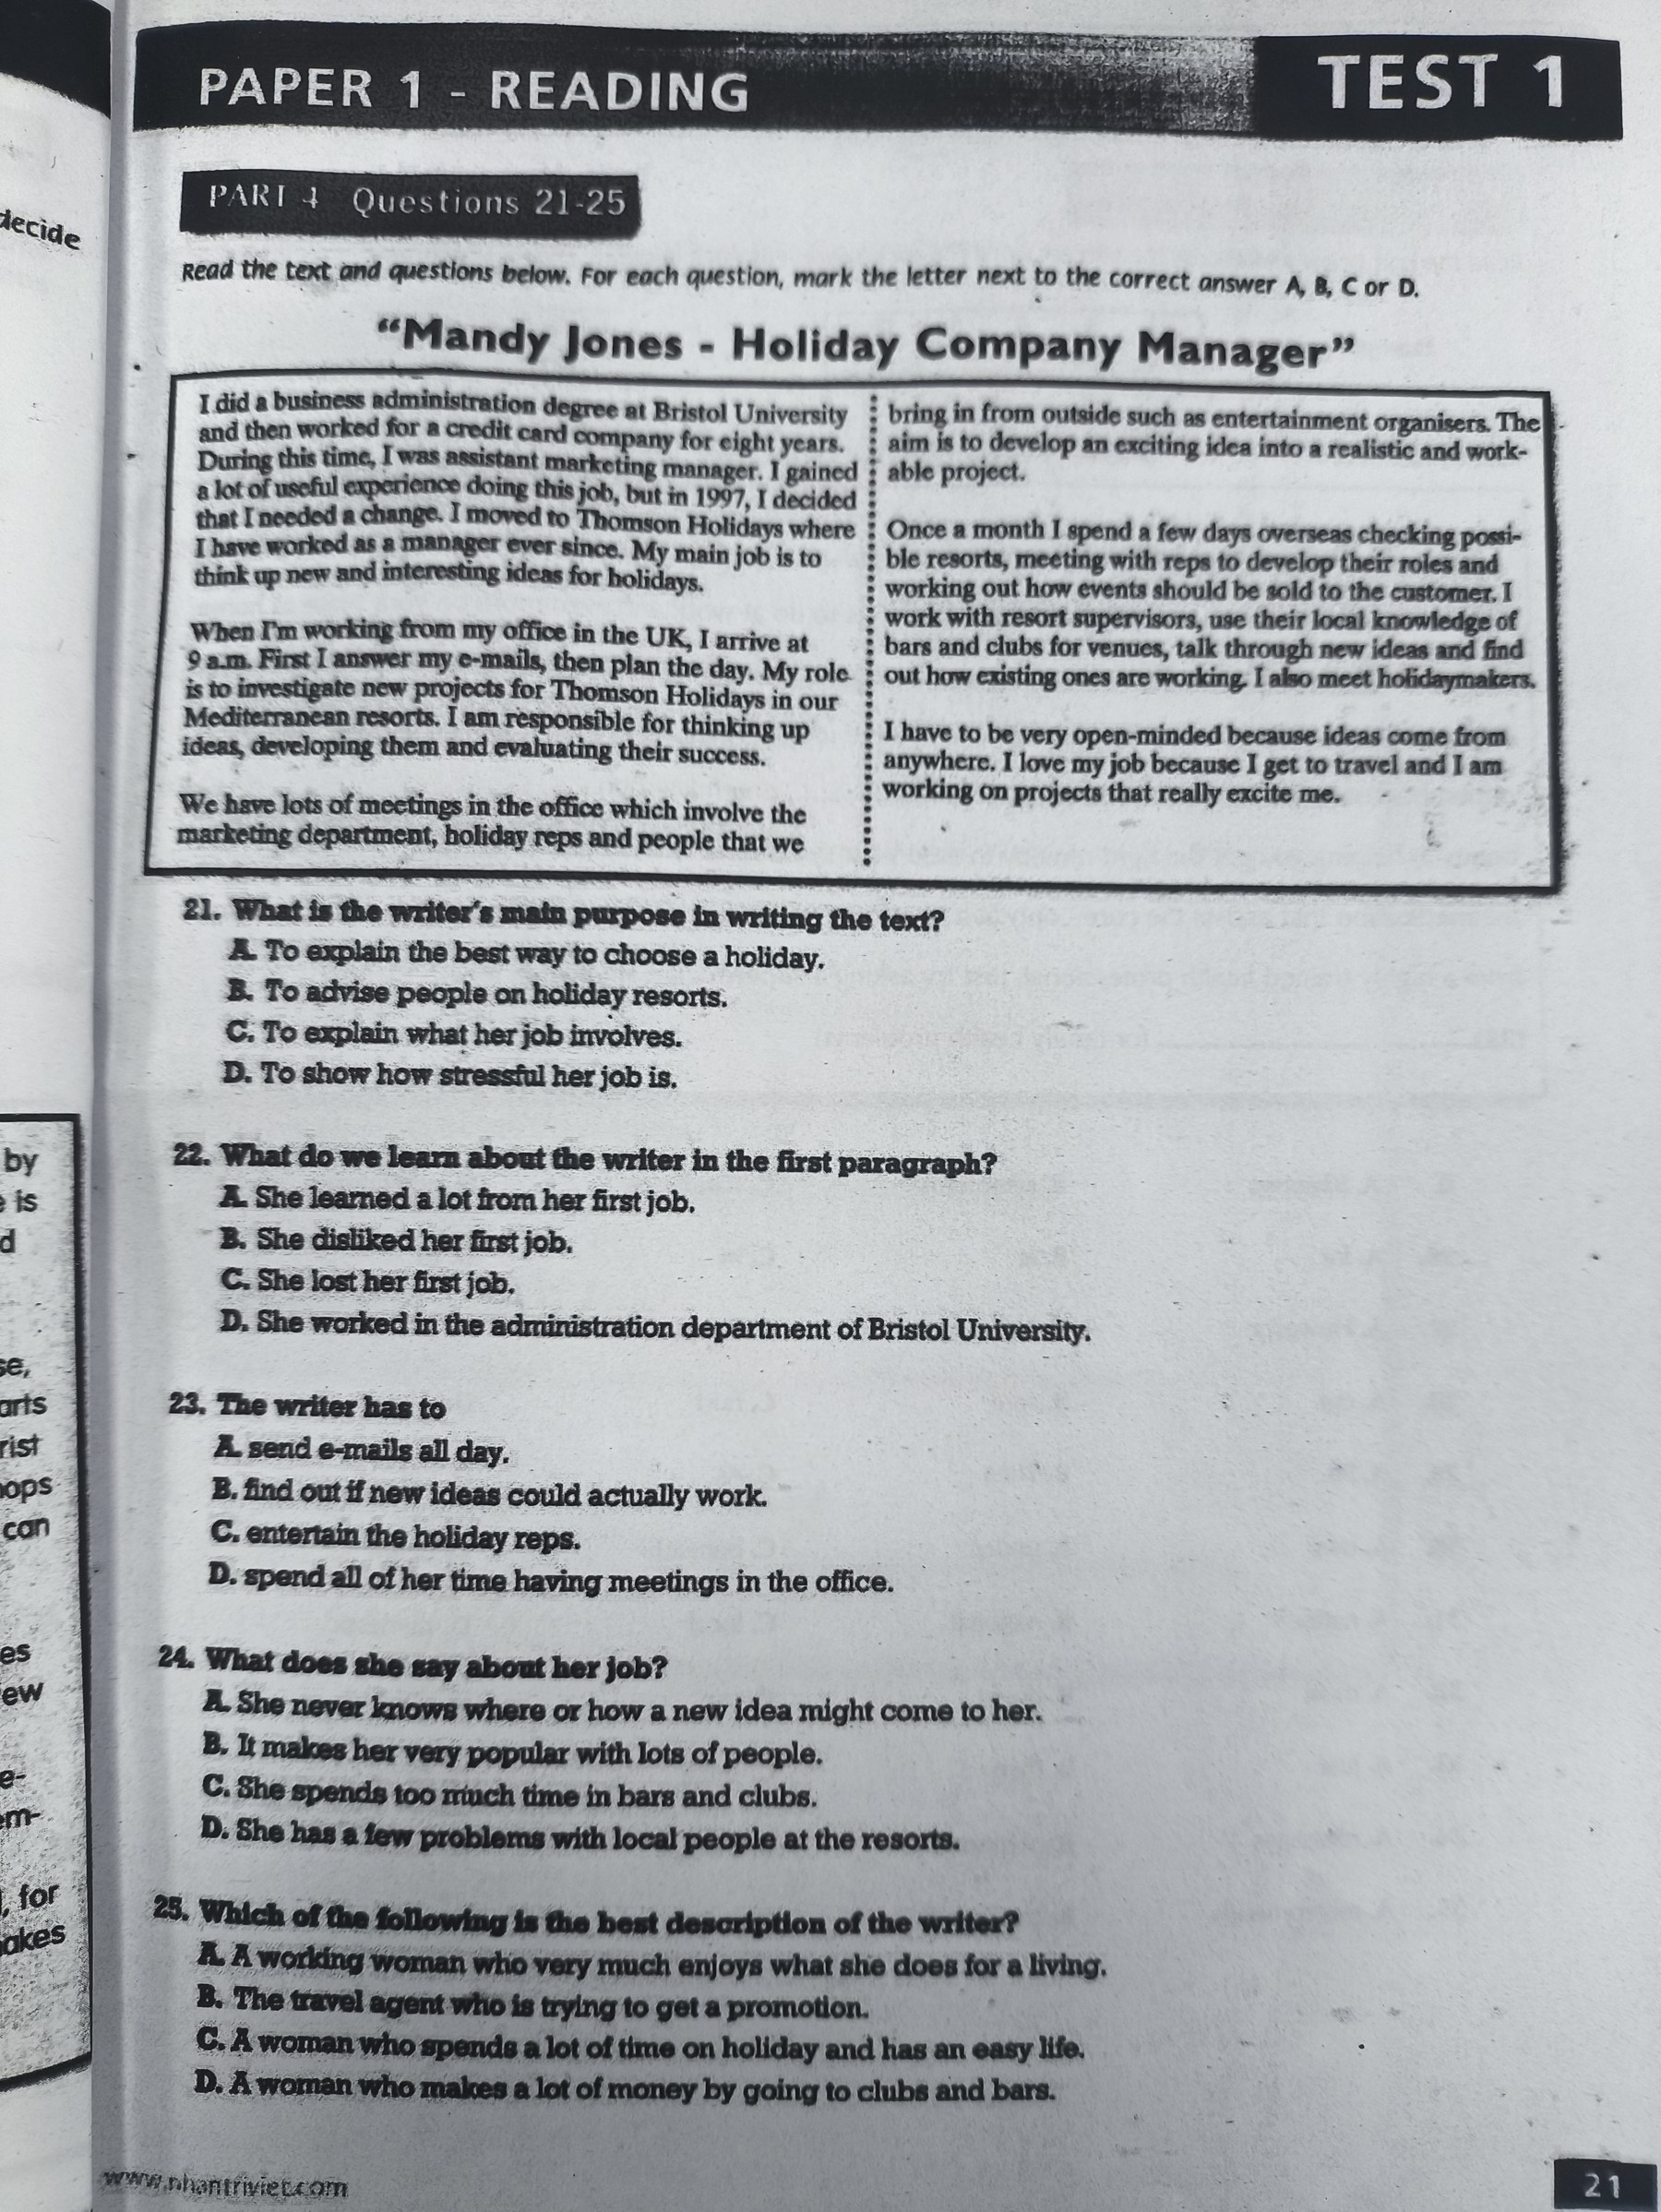 PAPER 1 - READING
TEST 1
PART 4 Questions 21-25
decide
Read the text and questions below. For each question, mark the letter next to the correct answer A, B, C or D.
“Mandy Jones - Holiday Company Manager”
I did a business administration degree at Bristol University
and then worked for a credit card company for eight years.
During this time, I was assistant marketing manager. I gained
a lot of useful experience doing this job, but in 1997, I decided
that I needed a change. I moved to Thomson Holidays where
I have worked as a manager ever since. My main job is to
think up new and interesting ideas for holidays.
When I'm working from my office in the UK, I arrive at
9 a.m. First I answer my e-mails, then plan the day. My role
is to investigate new projects for Thomson Holidays in our
Mediterranean resorts. I am responsible for thinking up
ideas, developing them and evaluating their success.
We have lots of meetings in the office which involve the
marketing department, holiday reps and people that we
bring in from outside such as entertainment organisers. The
aim is to develop an exciting idea into a realistic and work-
able project.
Once a month I spend a few days overseas checking possi-
ble resorts, meeting with reps to develop their roles and
working out how events should be sold to the customer. I
work with resort supervisors, use their local knowledge of
bars and clubs for venues, talk through new ideas and find
out how existing ones are working. I also meet holidaymakers.
I have to be very open-minded because ideas come from
anywhere. I love my job because I get to travel and I am
working on projects that really excite me.
21. What is the writer's main purpose in writing the text?
A. To explain the best way to choose a holiday.
B. To advise people on holiday resorts.
C. To explain what her job involves.
D. To show how stressful her job is.
22. What do we learn about the writer in the first paragraph?
A. She learned a lot from her first job.
B. She disliked her first job.
C. She lost her first job.
D. She worked in the administration department of Bristol University.
23. The writer has to
A. send e-mails all day.
B. find out if new ideas could actually work.
C. entertain the holiday reps.
D. spend all of her time having meetings in the office.
24. What does she say about her job?
A. She never knows where or how a new idea might come to her.
B. It makes her very popular with lots of people.
C. She spends too much time in bars and clubs.
D. She has a few problems with local people at the resorts.
25. Which of the following is the best description of the writer?
A. A working woman who very much enjoys what she does for a living.
B. The travel agent who is trying to get a promotion.
C. A woman who spends a lot of time on holiday and has an easy life.
D. A woman who makes a lot of money by going to clubs and bars.
by
is
can
for
www.nhantriviet.com
21